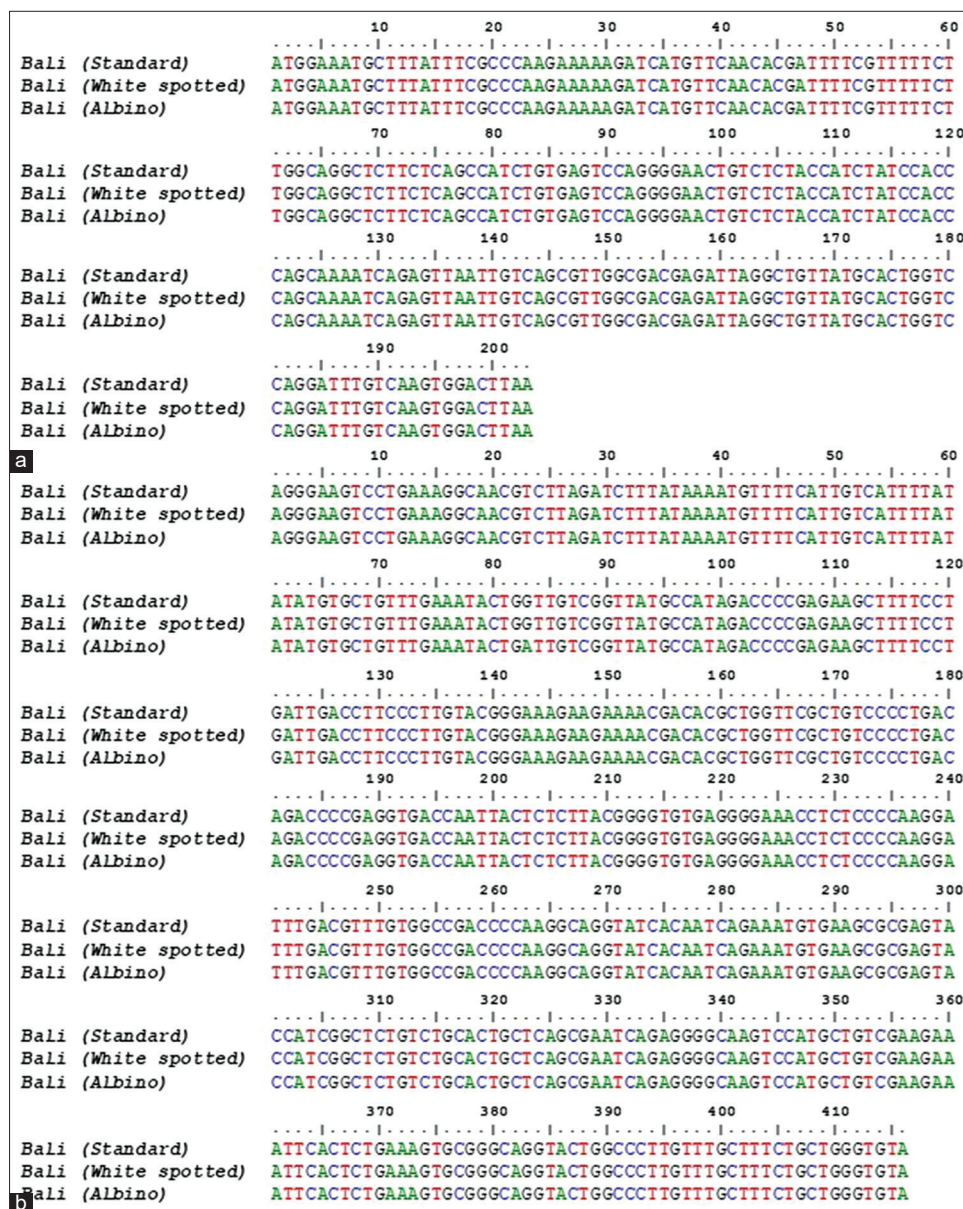 10 20 30 40 50 60
Bali (Standard) ATGGAAATGCTTTATTTCGCCCAAGAAAAAGATCATGTTCAACACGATTTTCGTTTTTCT
Bali (White spotted) ATGGAAATGCTTTATTTCGCCCAAGAAAAAGATCATGTTCAACACGATTTTCGTTTTTCT
Bali (Albino) ATGGAAATGCTTTATTTCGCCCAAGAAAAAGATCATGTTCAACACGATTTTCGTTTTTCT
70 80 90 100 110 120
Bali (Standard) TGGCAGGCTCTTCTCAGCCATCTGTGAGTCCAGGGGAACTGTCTCTACCATCTATCCACC
Bali (White spotted) TGGCAGGCTCTTCTCAGCCATCTGTGAGTCCAGGGGAACTGTCTCTACCATCTATCCACC
Bali (Albino) TGGCAGGCTCTTCTCAGCCATCTGTGAGTCCAGGGGAACTGTCTCTACCATCTATCCACC
130 140 150 160 170 180
Bali (Standard) CAGCAAAATCAGAGTTAATTGTCAGCGTTGGCGACGAGATTAGGCTGTTATGCACTGGTC
Bali (White spotted) CAGCAAAATCAGAGTTAATTGTCAGCGTTGGCGACGAGATTAGGCTGTTATGCACTGGTC
Bali (Albino) CAGCAAAATCAGAGTTAATTGTCAGCGTTGGCGACGAGATTAGGCTGTTATGCACTGGTC
190 200
Bali (Standard) CAGGATTTGTCAAGTGGACTTAA
Bali (White spotted) CAGGATTTGTCAAGTGGACTTAA
Bali (Albino) CAGGATTTGTCAAGTGGACTTAA
a
10 20 30 40 50 60
Bali (Standard) AGGGAAGTCCTGAAAGGCAACGTCTTAGATCTTTATAAAATGTTTTCATTGTCATTTTAT
Bali (White spotted) AGGGAAGTCCTGAAAGGCAACGTCTTAGATCTTTATAAAATGTTTTCATTGTCATTTTAT
Bali (Albino) AGGGAAGTCCTGAAAGGCAACGTCTTAGATCTTTATAAAATGTTTTCATTGTCATTTTAT
70 80 90 100 110 120
Bali (Standard) ATATGTGCTGTTTGAAATACTGGTTGTCGGTTATGCCATAGACCCCGAGAAGCTTTTCCT
Bali (White spotted) ATATGTGCTGTTTGAAATACTGGTTGTCGGTTATGCCATAGACCCCGAGAAGCTTTTCCT
Bali (Albino) ATATGTGCTGTTTGAAATACTGATTGTCGGTTATGCCATAGACCCCGAGAAGCTTTTCCT
130 140 150 160 170 180
Bali (Standard) GATTGACCTTCCCTTGTACGGGAAAGAAGAAAACGACACGCTGGTTCGCTGTCCCCTGAC
Bali (White spotted) GATTGACCTTCCCTTGTACGGGAAAGAAGAAAACGACACGCTGGTTCGCTGTCCCCTGAC
Bali (Albino) GATTGACCTTCCCTTGTACGGGAAAGAAGAAAACGACACGCTGGTTCGCTGTCCCCTGAC
190 200 210 220 230 240
Bali (Standard) AGACCCCGAGGTGACCAATTACTCTCTTACGGGGTGTGAGGGGAAACCTCTCCCCAAGGA
Bali (White spotted) AGACCCCGAGGTGACCAATTACTCTCTTACGGGGTGTGAGGGGAAACCTCTCCCCAAGGA
Bali (Albino) AGACCCCGAGGTGACCAATTACTCTCTTACGGGGTGTGAGGGGAAACCTCTCCCCAAGGA
250 260 270 280 290 300
Bali (Standard) TTTGACGTTTGTGGCCGACCCCAAGGCAGGTATCACAATCAGAAATGTGAAGCGCGAGTA
Bali (White spotted) TTTGACGTTTGTGGCCGACCCCAAGGCAGGTATCACAATCAGAAATGTGAAGCGCGAGTA
Bali (Albino) TTTGACGTTTGTGGCCGACCCCAAGGCAGGTATCACAATCAGAAATGTGAAGCGCGAGTA
310 320 330 340 350 360
Bali (Standard) CCATCGGCTCTGTCTGCACTGCTCAGCGAATCAGAGGGGCAAGTCCATGCTGTCGAAGAA
Bali (White spotted) CCATCGGCTCTGTCTGCACTGCTCAGCGAATCAGAGGGGCAAGTCCATGCTGTCGAAGAA
Bali (Albino) CCATCGGCTCTGTCTGCACTGCTCAGCGAATCAGAGGGGCAAGTCCATGCTGTCGAAGAA
370 380 390 400 410
Bali (Standard) ATTCACTCTGAAAGTGCGGGCAGGTACTGGCCCTTGTTTGCTTTCTGCTGGGTGTA
Bali (White spotted) ATTCACTCTGAAAGTGCGGGCAGGTACTGGCCCTTGTTTGCTTTCTGCTGGGTGTA
Bali (Albino) ATTCACTCTGAAAGTGCGGGCAGGTACTGGCCCTTGTTTGCTTTCTGCTGGGTGTA
b